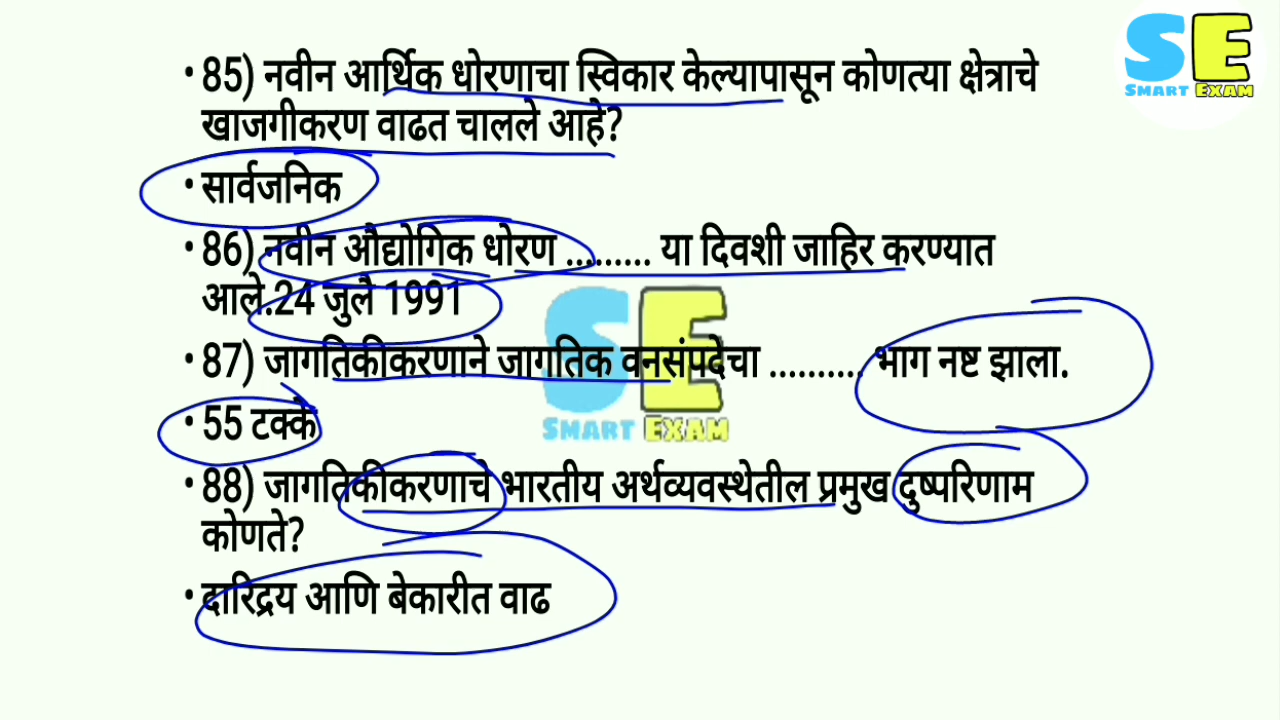 SE
SMART EXAM
• 85) नवीन आर्थिक धोरणाचा स्विकार केल्यापासून कोणत्या क्षेत्राचे
खाजगीकरण वाढत चालले आहे?
• सार्वजनिक
• 86) नवीन औद्योगिक धोरण ......... या दिवशी जाहिर करण्यात
आले.24 जुलै 1991
• 87) जागतिकीकरणाने जागतिक वनसंपदेचा .......... भाग नष्ट झाला.
• 55 टक्के
SE
SMART EXAM
• 88) जागतिकीकरणाचे भारतीय अर्थव्यवस्थेतील प्रमुख दुष्परिणाम
कोणते?
• दारिद्रय आणि बेकारीत वाढ